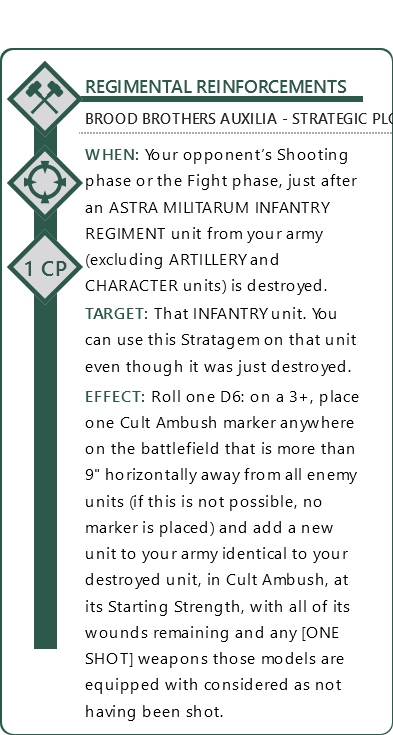 REGIMENTAL REINFORCEMENTS
BROOD BROTHERS AUXILIA - STRATEGIC
WHEN: Your opponent's Shooting
phase or the Fight phase, just after
an ASTRA MILITARUM INFANTRY
REGIMENT unit from your army
(excluding ARTILLERY and
1 CP
CHARACTER units) is destroyed.
TARGET: That INFANTRY unit. You
can use this Stratagem on that unit
even though it was just destroyed.
EFFECT: Roll one D6: on a 3+, place
one Cult Ambush marker anywhere
on the battlefield that is more than
9" horizontally away from all enemy
units (if this is not possible, no
marker is placed) and add a new
unit to your army identical to your
destroyed unit, in Cult Ambush, at
its Starting Strength, with all of its
wounds remaining and any [ONE
SHOT] weapons those models are
equipped with considered as not
having been shot.